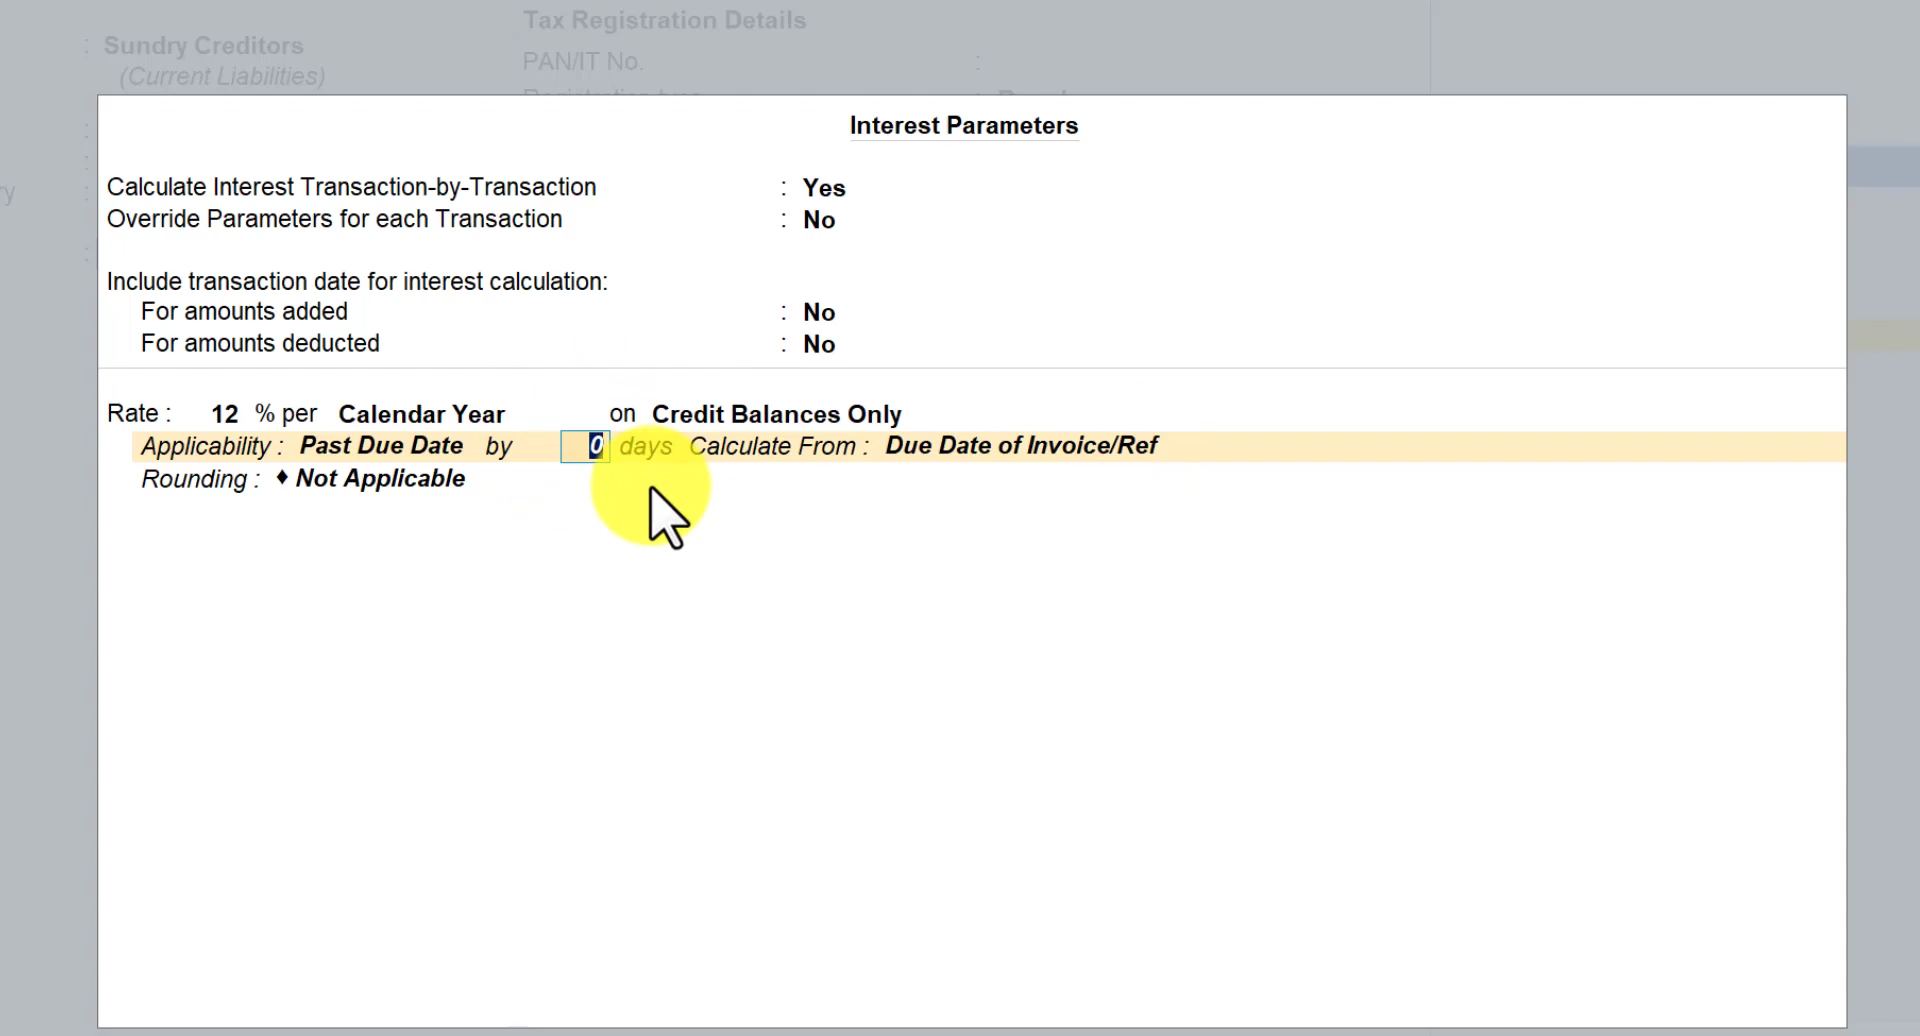 Tax Registration Details
: Sundry Creditors
(Current Liabilities)
PAN/IT No. :
Interest Parameters
Calculate Interest Transaction-by-Transaction : Yes
Override Parameters for each Transaction : No
Include transaction date for interest calculation:
For amounts added : No
For amounts deducted : No
Rate : 12 % per Calendar Year on Credit Balances Only
Applicability : Past Due Date by 0 days Calculate From : Due Date of Invoice/Ref
Rounding : ♦ Not Applicable